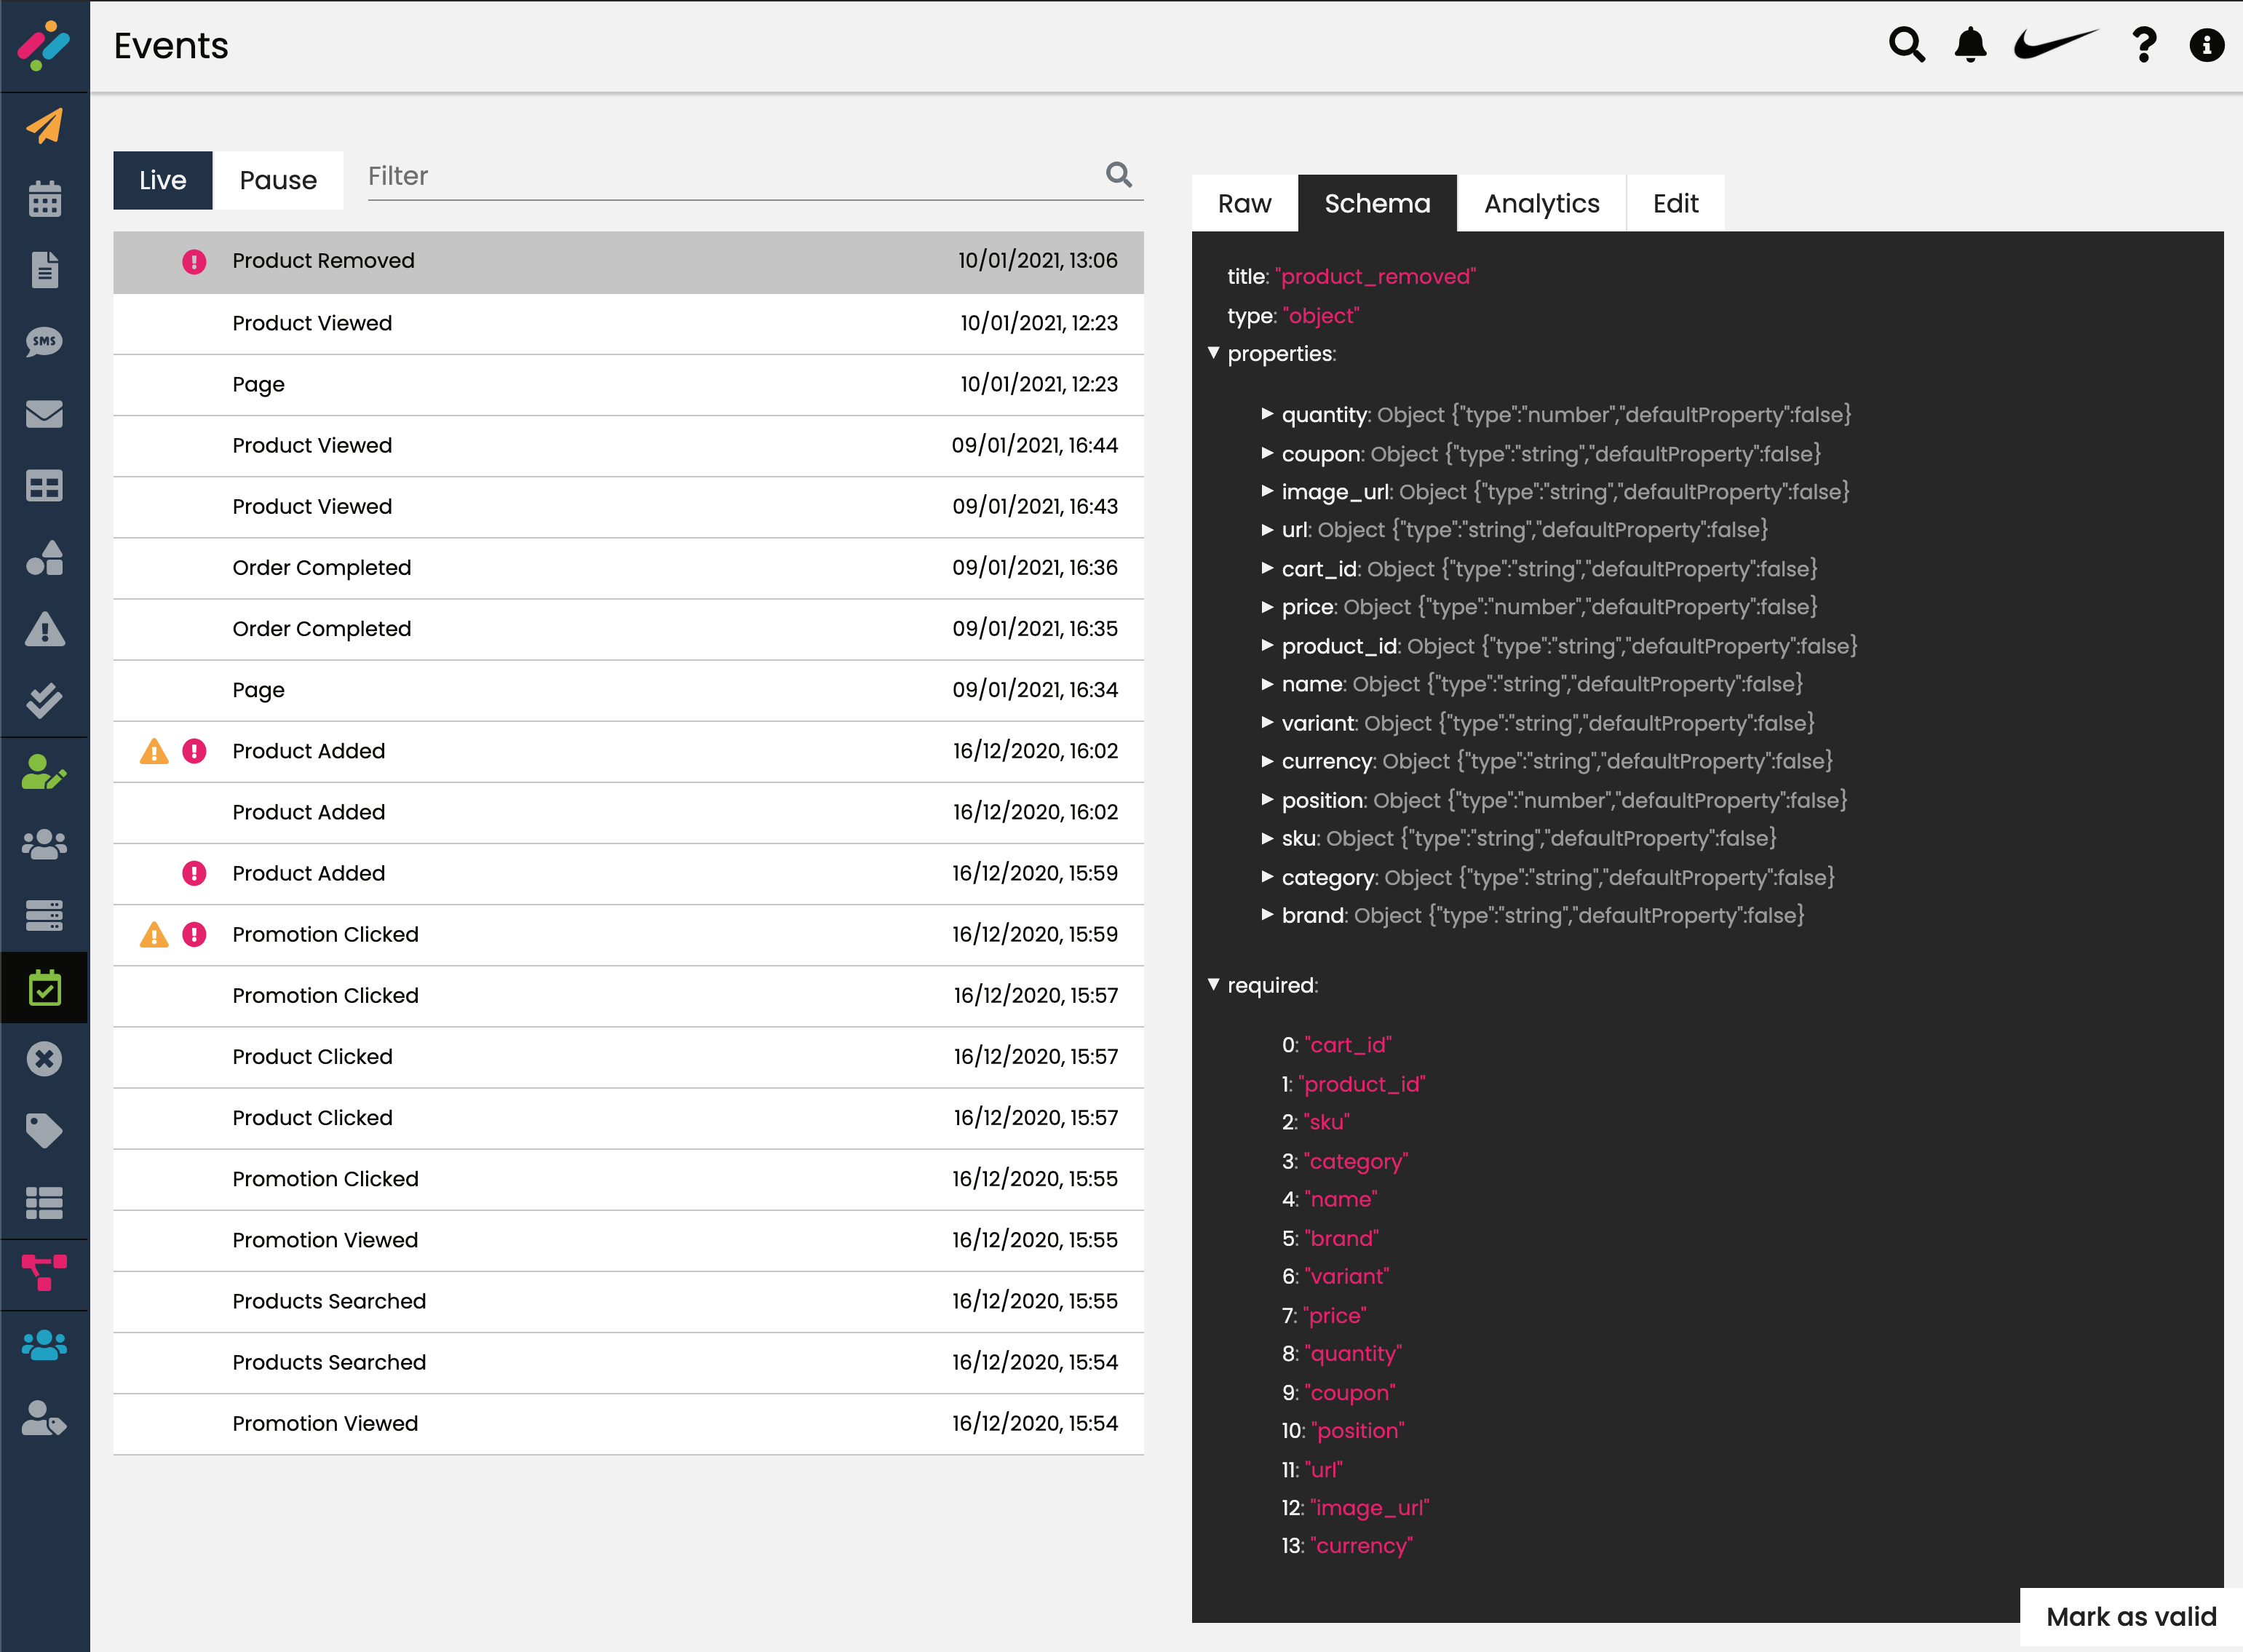 Events
SMS
Live Pause Filter
Product Removed 10/01/2021, 13:06
Product Viewed 10/01/2021, 12:23
Page 10/01/2021, 12:23
Product Viewed 09/01/2021, 16:44
Product Viewed 09/01/2021, 16:43
Order Completed 09/01/2021, 16:36
Order Completed 09/01/2021, 16:35
Page 09/01/2021, 16:34
Product Added 16/12/2020, 16:02
Product Added 16/12/2020, 16:02
Product Added 16/12/2020, 15:59
Promotion Clicked 16/12/2020, 15:59
Promotion Clicked 16/12/2020, 15:57
Product Clicked 16/12/2020, 15:57
Product Clicked 16/12/2020, 15:57
Promotion Clicked 16/12/2020, 15:55
Promotion Viewed 16/12/2020, 15:55
Products Searched 16/12/2020, 15:55
Products Searched 16/12/2020, 15:54
Promotion Viewed 16/12/2020, 15:54
Raw Schema Analytics Edit
title: "product_removed"
type: "object"
properties:
quantity: Object {"type":"number","defaultProperty":false}
coupon: Object {"type":"string","defaultProperty":false}
image_url: Object {"type":"string","defaultProperty":false}
url: Object {"type":"string","defaultProperty":false}
cart_id: Object {"type":"string","defaultProperty":false}
price: Object {"type":"number","defaultProperty":false}
product_id: Object {"type":"string","defaultProperty":false}
name: Object {"type":"string","defaultProperty":false}
variant: Object {"type":"string","defaultProperty":false}
currency: Object {"type":"string","defaultProperty":false}
position: Object {"type":"number","defaultProperty":false}
sku: Object {"type":"string","defaultProperty":false}
category: Object {"type":"string","defaultProperty":false}
brand: Object {"type":"string","defaultProperty":false}
required:
0: "cart_id"
1: "product_id"
2: "sku"
3: "category"
4: "name"
5: "brand"
6: "variant"
7: "price"
8: "quantity"
9: "coupon"
10: "position"
11: "url"
12: "image_url"
13: "currency"
Mark as valid